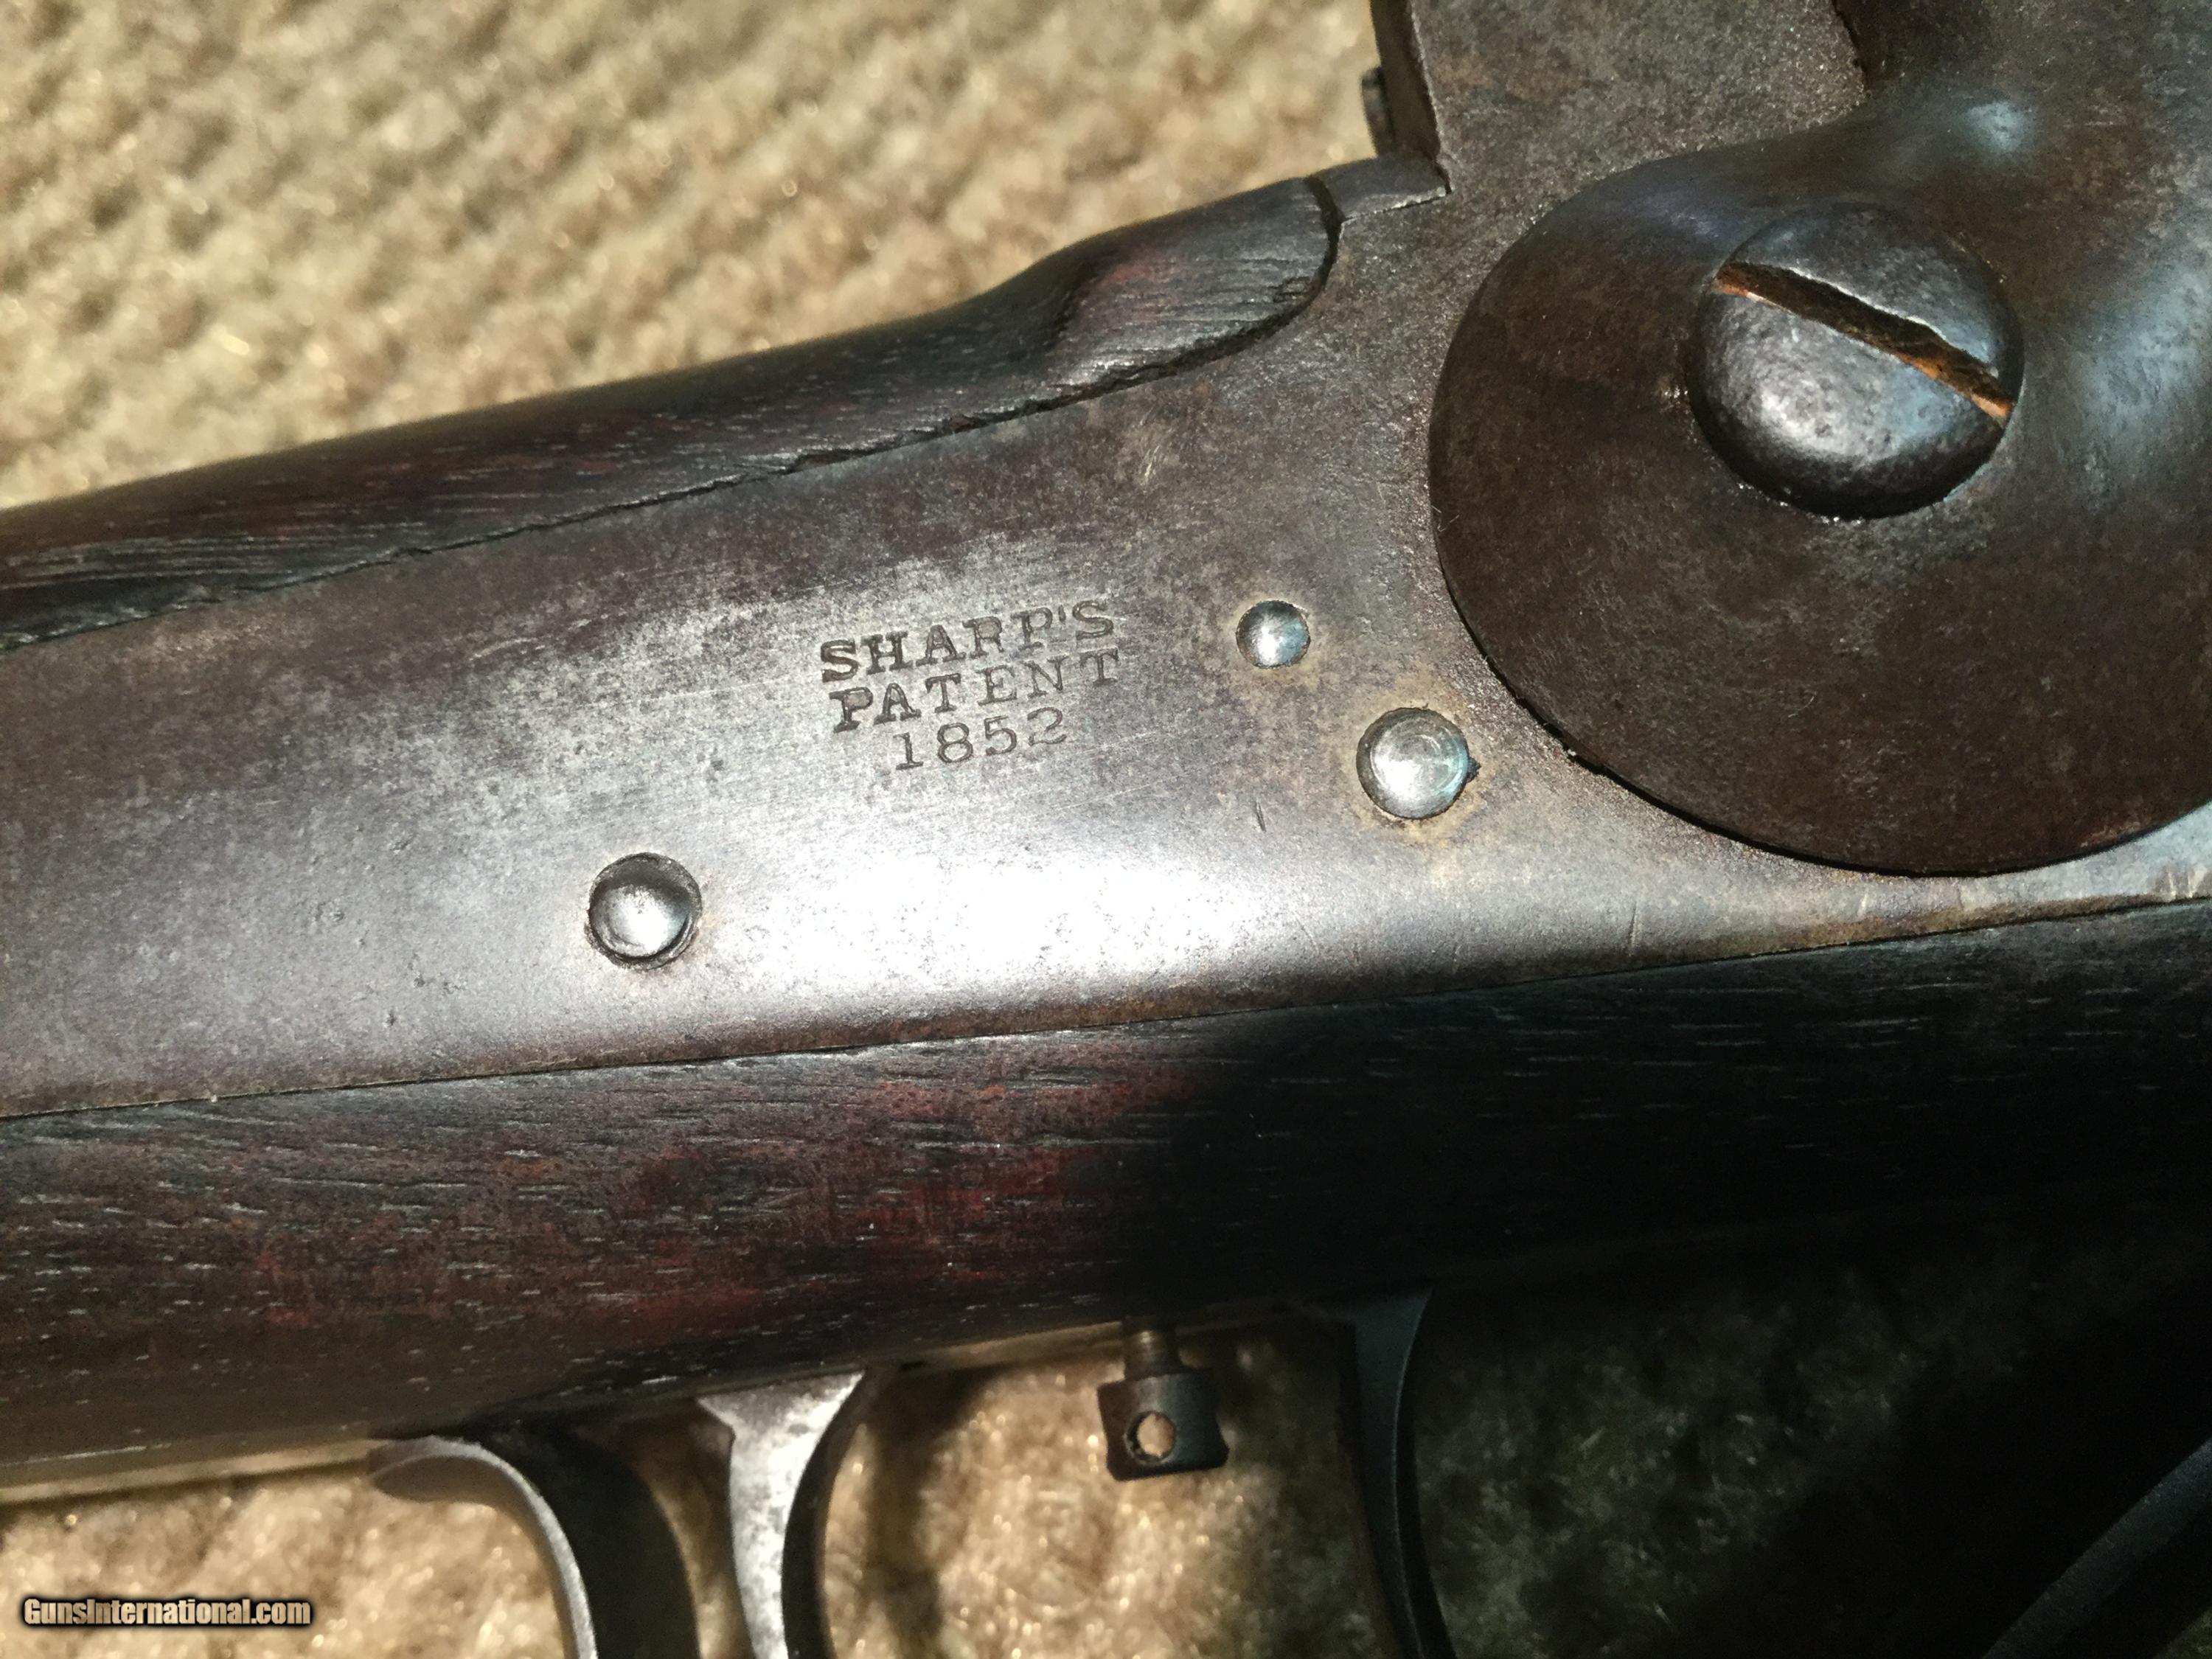 SHARP'S
PATENT
1852
GunsInternational.com